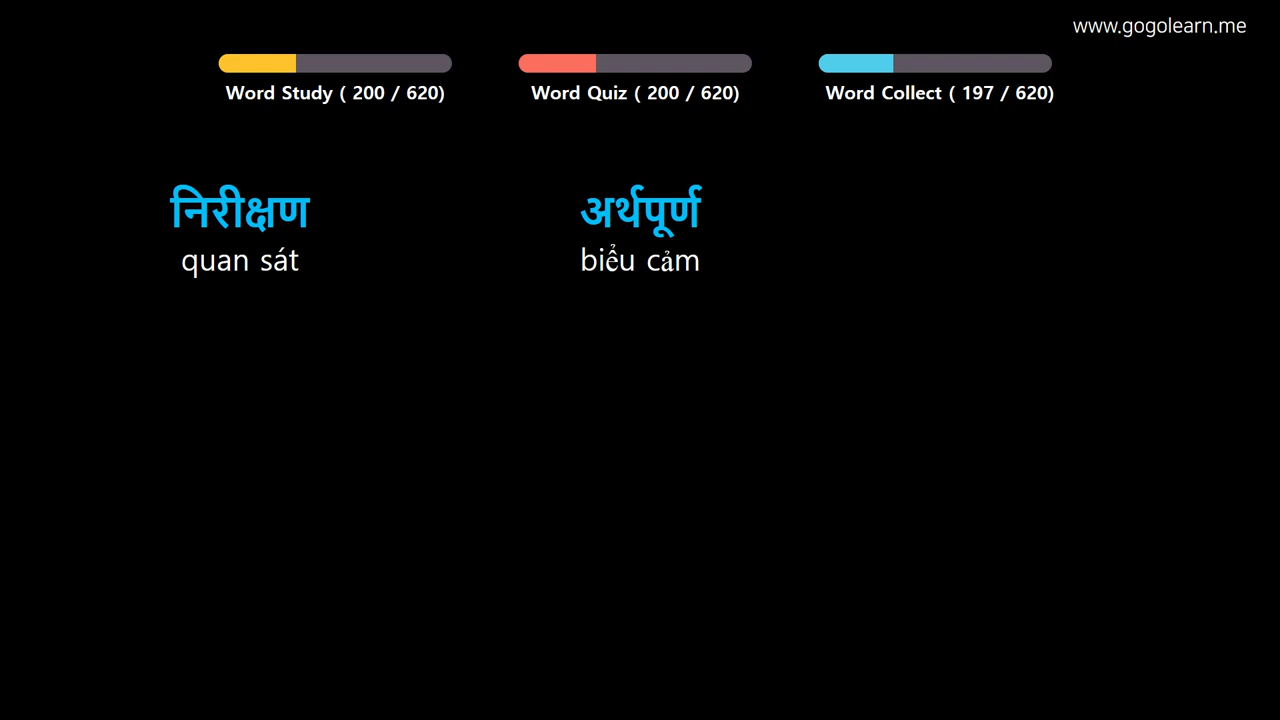 www.gogolearn.me
Word Study ( 200 / 620)
Word Quiz ( 200 / 620)
Word Collect ( 197 / 620)
निरीक्षण
quan sát
अर्थपूर्ण
biểu cảm